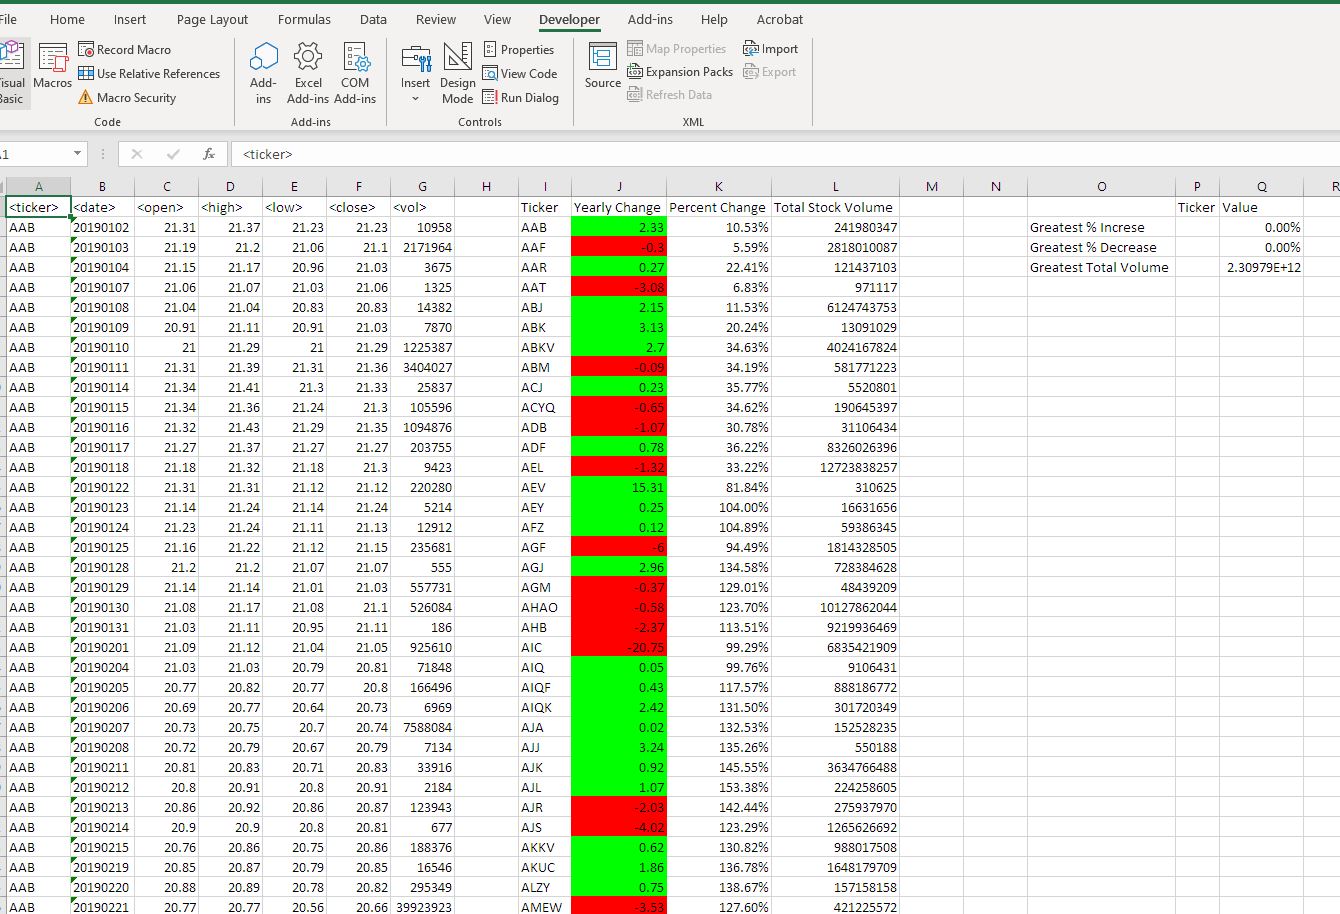 File Home Insert Page Layout Formulas Data Review View Developer Add-ins Help Acrobat
Visual Basic
Macros
Record Macro
Use Relative References
Macro Security
Code
Add-ins
Excel Add-ins
COM Add-ins
Add-ins
Insert
Design Mode
Properties
View Code
Run Dialog
Controls
Source
Map Properties
Expansion Packs
Refresh Data
Import
Export
XML
A1 fx <ticker>
A B C D E F G H I J K L M N O P Q R
<ticker> <date> <open> <high> <low> <close> <vol> Ticker Yearly Change Percent Change Total Stock Volume Ticker Value
AAB 20190102 21.31 21.37 21.23 21.23 10958 AAB 2.33 10.53% 241980347 Greatest % Increse 0.00%
AAB 20190103 21.19 21.2 21.06 21.1 2171964 AAF -0.3 5.59% 2818010087 Greatest % Decrease 0.00%
AAB 20190104 21.15 21.17 20.96 21.03 3675 AAR 0.27 22.41% 121437103 Greatest Total Volume 2.30979E+12
AAB 20190107 21.06 21.07 21.03 21.06 1325 AAT -3.08 6.83% 971117
AAB 20190108 21.04 21.04 20.83 20.83 14382 ABJ 2.15 11.53% 6124743753
AAB 20190109 20.91 21.11 20.91 21.03 7870 ABK 3.13 20.24% 13091029
AAB 20190110 21 21.29 21 21.29 1225387 ABKV 2.7 34.63% 4024167824
AAB 20190111 21.31 21.39 21.31 21.36 3404027 ABM -0.09 34.19% 581771223
AAB 20190114 21.34 21.41 21.3 21.33 25837 ACJ 0.23 35.77% 5520801
AAB 20190115 21.34 21.36 21.24 21.3 105596 ACYQ -0.65 34.62% 190645397
AAB 20190116 21.32 21.43 21.29 21.35 1094876 ADB -1.07 30.78% 31106434
AAB 20190117 21.27 21.37 21.27 21.27 203755 ADF 0.78 36.22% 8326026396
AAB 20190118 21.18 21.32 21.18 21.3 9423 AEL -1.32 33.22% 12723838257
AAB 20190122 21.31 21.31 21.12 21.12 220280 AEV 15.31 81.84% 310625
AAB 20190123 21.14 21.24 21.14 21.24 5214 AEY 0.25 104.00% 16631656
AAB 20190124 21.23 21.24 21.11 21.13 12912 AFZ 0.12 104.89% 59386345
AAB 20190125 21.16 21.22 21.12 21.15 235681 AGF -6 94.49% 1814328505
AAB 20190128 21.2 21.2 21.07 21.07 555 AGJ 2.96 134.58% 728384628
AAB 20190129 21.14 21.14 21.01 21.03 557731 AGM -0.37 129.01% 48439209
AAB 20190130 21.08 21.17 21.08 21.1 526084 AHAO -0.58 123.70% 10127862044
AAB 20190131 21.03 21.11 20.95 21.11 186 AHB -2.37 113.51% 9219936469
AAB 20190201 21.09 21.12 21.04 21.05 925610 AIC -20.75 99.29% 6835421909
AAB 20190204 21.03 21.03 20.79 20.81 71848 AIQ 0.05 99.76% 9106431
AAB 20190205 20.77 20.82 20.77 20.8 166496 AIQF 0.43 117.57% 888186772
AAB 20190206 20.69 20.77 20.64 20.73 6969 AIQK 2.42 131.50% 301720349
AAB 20190207 20.73 20.75 20.7 20.74 7588084 AJA 0.02 132.53% 152528235
AAB 20190208 20.72 20.79 20.67 20.79 7134 AJJ 3.24 135.26% 550188
AAB 20190211 20.81 20.83 20.71 20.83 33916 AJK 0.92 145.55% 3634766488
AAB 20190212 20.8 20.91 20.8 20.91 2184 AJL 1.07 153.38% 224258605
AAB 20190213 20.86 20.92 20.86 20.87 123943 AJR -2.03 142.44% 275937970
AAB 20190214 20.9 20.9 20.8 20.81 677 AJS -4.02 123.29% 1265626692
AAB 20190215 20.76 20.86 20.75 20.86 188376 AKKV 0.62 130.82% 988017508
AAB 20190219 20.85 20.87 20.79 20.85 16546 AKUC 1.86 136.78% 1648179709
AAB 20190220 20.88 20.89 20.78 20.82 295349 ALZY 0.75 138.67% 157158158
AAB 20190221 20.77 20.77 20.56 20.66 39923923 AMEW -3.53 127.60% 421225572